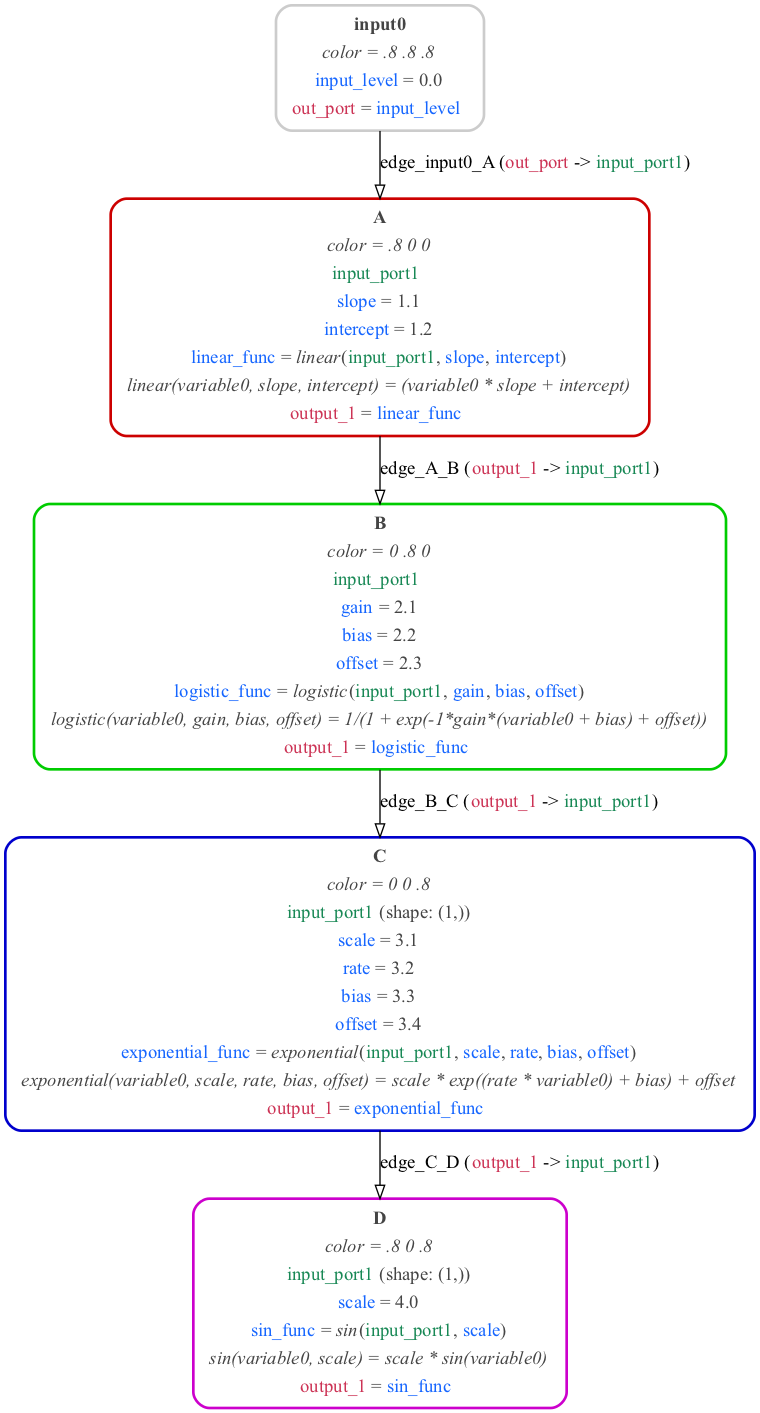 input0
color = .8 .8 .8
input_level = 0.0
out_port = input_level
edge_input0_A (out_port -> input_port1)
A
color = .8 0 0
input_port1
slope = 1.1
intercept = 1.2
linear_func = linear(input_port1, slope, intercept)
linear(variable0, slope, intercept) = (variable0 * slope + intercept)
output_1 = linear_func
edge_A_B (output_1 -> input_port1)
B
color = 0 .8 0
input_port1
gain = 2.1
bias = 2.2
offset = 2.3
logistic_func = logistic(input_port1, gain, bias, offset)
logistic(variable0, gain, bias, offset) = 1/(1 + exp(-1*gain*(variable0 + bias) + offset))
output_1 = logistic_func
edge_B_C (output_1 -> input_port1)
C
color = 0 0 .8
input_port1 (shape: (1,))
scale = 3.1
rate = 3.2
bias = 3.3
offset = 3.4
exponential_func = exponential(input_port1, scale, rate, bias, offset)
exponential(variable0, scale, rate, bias, offset) = scale * exp((rate * variable0) + bias) + offset
output_1 = exponential_func
edge_C_D (output_1 -> input_port1)
D
color = .8 0 .8
input_port1 (shape: (1,))
scale = 4.0
sin_func = sin(input_port1, scale)
sin(variable0, scale) = scale * sin(variable0)
output_1 = sin_func